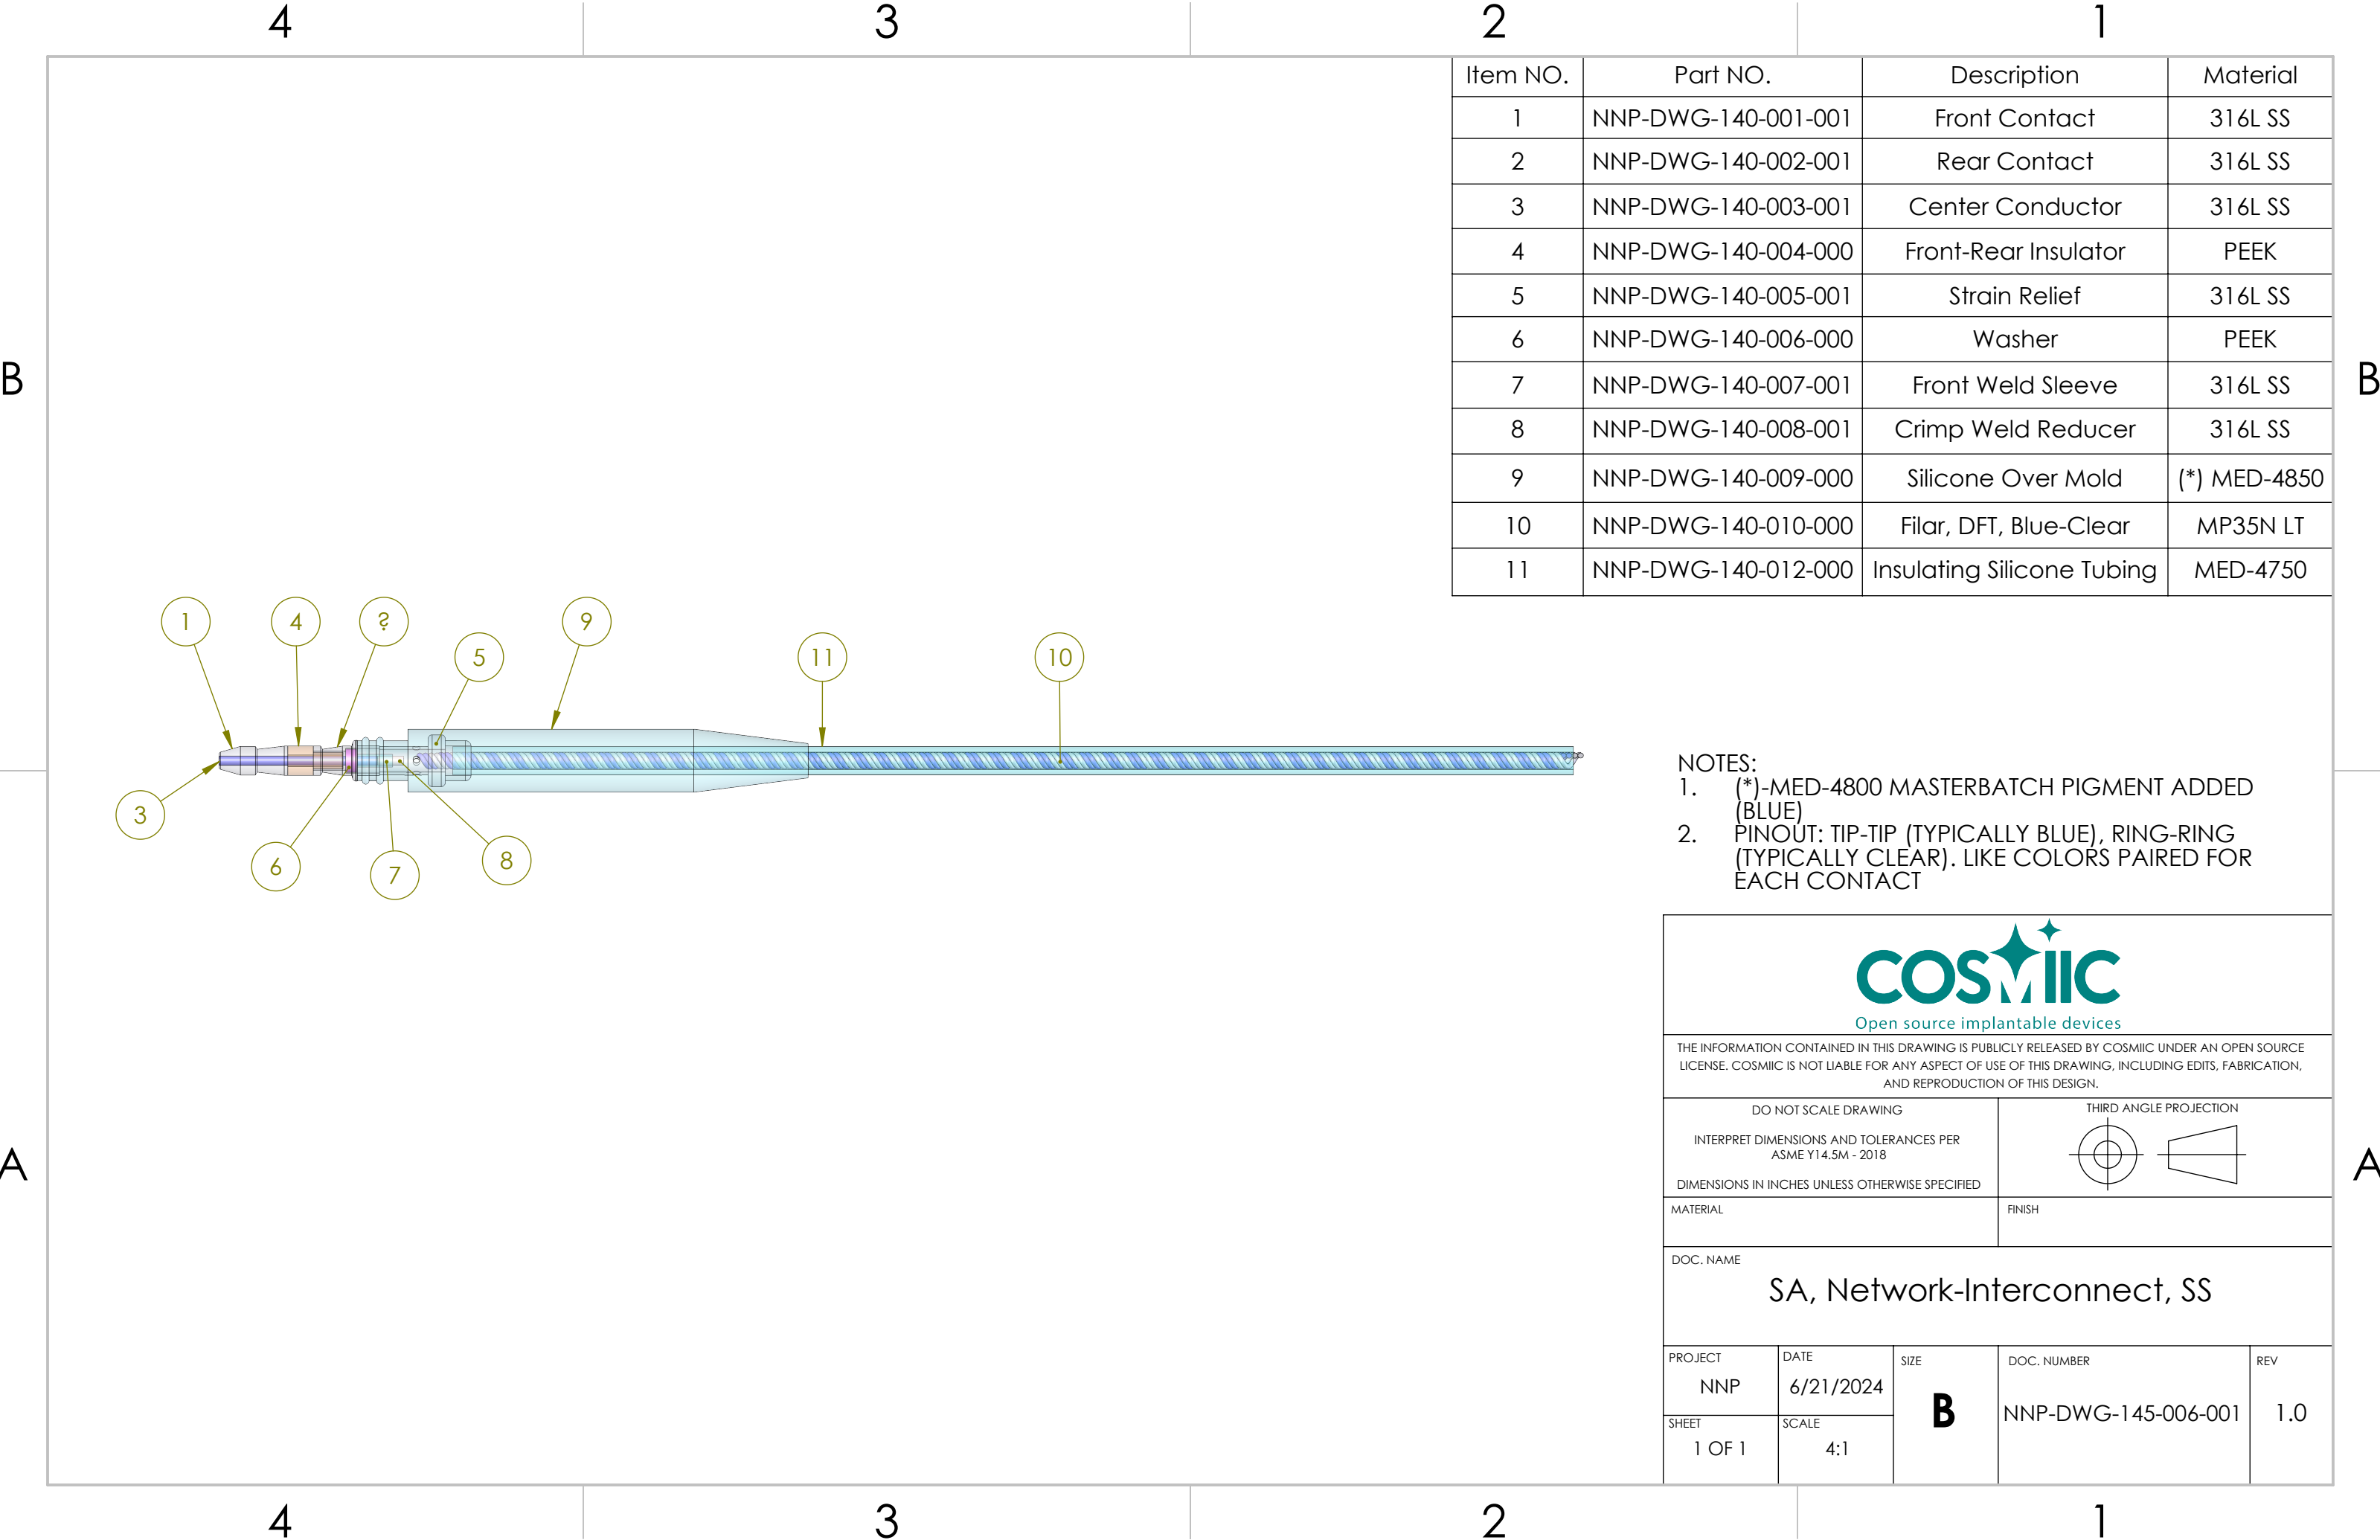 4 3 2 1
Item NO. Part NO. Description Material
1 NNP-DWG-140-001-001 Front Contact 316L SS
2 NNP-DWG-140-002-001 Rear Contact 316L SS
3 NNP-DWG-140-003-001 Center Conductor 316L SS
4 NNP-DWG-140-004-000 Front-Rear Insulator PEEK
5 NNP-DWG-140-005-001 Strain Relief 316L SS
6 NNP-DWG-140-006-000 Washer PEEK
7 NNP-DWG-140-007-001 Front Weld Sleeve 316L SS
8 NNP-DWG-140-008-001 Crimp Weld Reducer 316L SS
9 NNP-DWG-140-009-000 Silicone Over Mold (*) MED-4850
10 NNP-DWG-140-010-000 Filar, DFT, Blue-Clear MP35N LT
11 NNP-DWG-140-012-000 Insulating Silicone Tubing MED-4750
B B
1 4 ? 9
5 11 10
3
6 7 8
NOTES:
1. (*)-MED-4800 MASTERBATCH PIGMENT ADDED
(BLUE)
2. PINOUT: TIP-TIP (TYPICALLY BLUE), RING-RING
(TYPICALLY CLEAR). LIKE COLORS PAIRED FOR
EACH CONTACT
COSMIIC
Open source implantable devices
THE INFORMATION CONTAINED IN THIS DRAWING IS PUBLICLY RELEASED BY COSMIIC UNDER AN OPEN SOURCE
LICENSE. COSMIIC IS NOT LIABLE FOR ANY ASPECT OF USE OF THIS DRAWING, INCLUDING EDITS, FABRICATION,
AND REPRODUCTION OF THIS DESIGN.
DO NOT SCALE DRAWING
INTERPRET DIMENSIONS AND TOLERANCES PER
ASME Y14.5M - 2018
DIMENSIONS IN INCHES UNLESS OTHERWISE SPECIFIED
THIRD ANGLE PROJECTION
A A
MATERIAL FINISH
DOC. NAME
SA, Network-Interconnect, SS
PROJECT DATE SIZE DOC. NUMBER REV
NNP 6/21/2024 B NNP-DWG-145-006-001 1.0
SHEET SCALE
1 OF 1 4:1
4 3 2 1